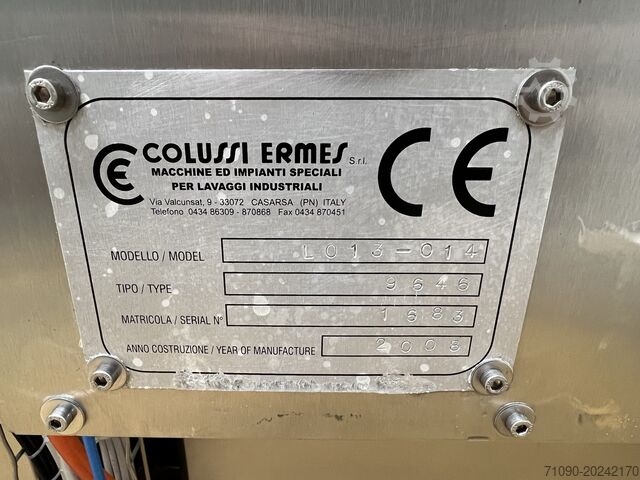 COLUSSI ERMES S.r.l.
MACCHINE ED IMPIANTI SPECIALI
PER LAVAGGI INDUSTRIALI
Via Valcunsat, 9 - 33072 CASARSA (PN) ITALY
Telefono 0434 86309 - 870868 Fax 0434 870451
CE
MODELLO / MODEL L013-014
TIPO / TYPE 9646
MATRICOLA / SERIAL N° 1683
ANNO COSTRUZIONE / YEAR OF MANUFACTURE 2008
71090-20242170